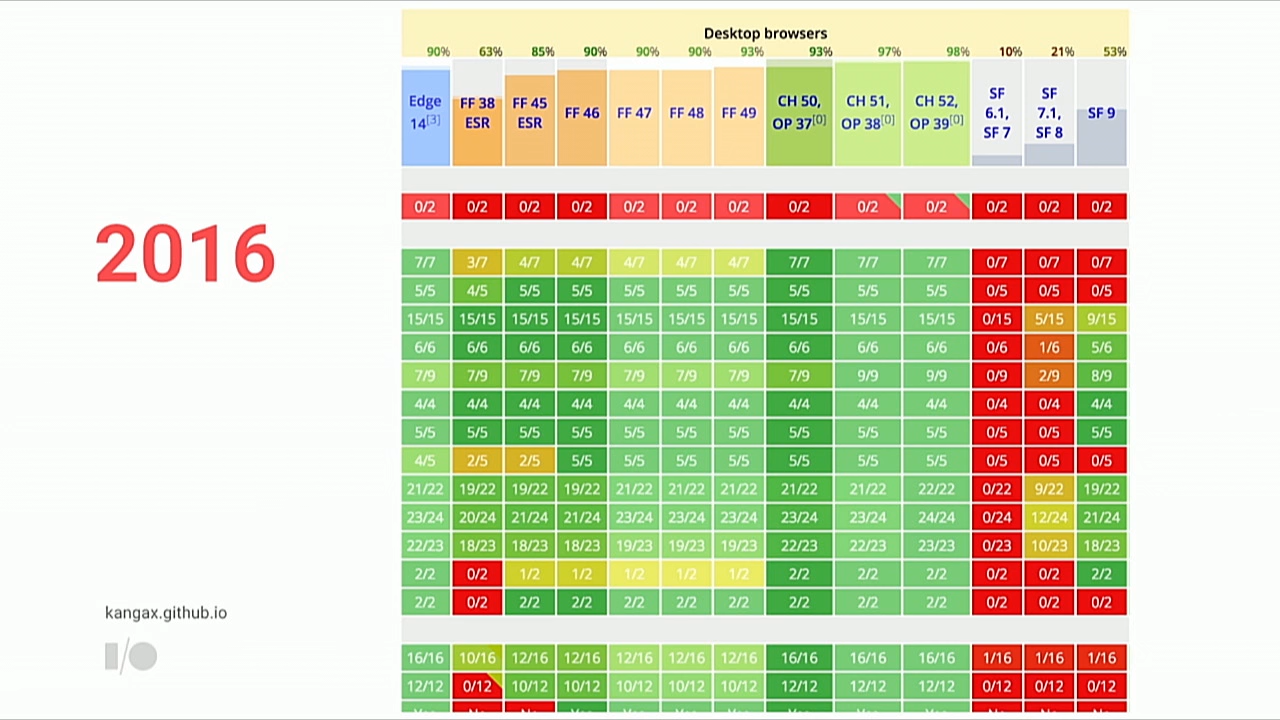 Desktop browsers
90% 63% 85% 90% 90% 90% 93% 93% 97% 98% 10% 21% 53%
Edge 14[3] FF 38 ESR FF 45 ESR FF 46 FF 47 FF 48 FF 49 CH 50, OP 37[0] CH 51, OP 38[0] CH 52, OP 39[0] SF 6.1, SF 7 SF 7.1, SF 8 SF 9
0/2 0/2 0/2 0/2 0/2 0/2 0/2 0/2 0/2 0/2 0/2 0/2 0/2
2016
7/7 3/7 4/7 4/7 4/7 4/7 4/7 7/7 7/7 7/7 0/7 0/7 0/7
5/5 4/5 5/5 5/5 5/5 5/5 5/5 5/5 5/5 5/5 0/5 0/5 0/5
15/15 15/15 15/15 15/15 15/15 15/15 15/15 15/15 15/15 15/15 0/15 5/15 9/15
6/6 6/6 6/6 6/6 6/6 6/6 6/6 6/6 6/6 6/6 0/6 1/6 5/6
7/9 7/9 7/9 7/9 7/9 7/9 7/9 7/9 9/9 9/9 0/9 2/9 8/9
4/4 4/4 4/4 4/4 4/4 4/4 4/4 4/4 4/4 4/4 0/4 0/4 4/4
5/5 5/5 5/5 5/5 5/5 5/5 5/5 5/5 5/5 5/5 0/5 0/5 5/5
4/5 2/5 2/5 5/5 5/5 5/5 5/5 5/5 5/5 5/5 0/5 0/5 0/5
21/22 19/22 19/22 19/22 21/22 21/22 21/22 21/22 21/22 22/22 0/22 9/22 19/22
23/24 20/24 21/24 21/24 23/24 23/24 23/24 23/24 23/24 24/24 0/24 12/24 21/24
22/23 18/23 18/23 18/23 19/23 19/23 19/23 22/23 22/23 23/23 0/23 10/23 18/23
2/2 0/2 1/2 1/2 1/2 1/2 1/2 2/2 2/2 2/2 0/2 0/2 2/2
2/2 0/2 2/2 2/2 2/2 2/2 2/2 2/2 2/2 2/2 0/2 0/2 0/2
kangax.github.io
I/O
16/16 10/16 12/16 12/16 12/16 12/16 12/16 16/16 16/16 16/16 1/16 1/16 1/16
12/12 0/12 10/12 10/12 10/12 10/12 10/12 12/12 12/12 12/12 0/12 0/12 0/12